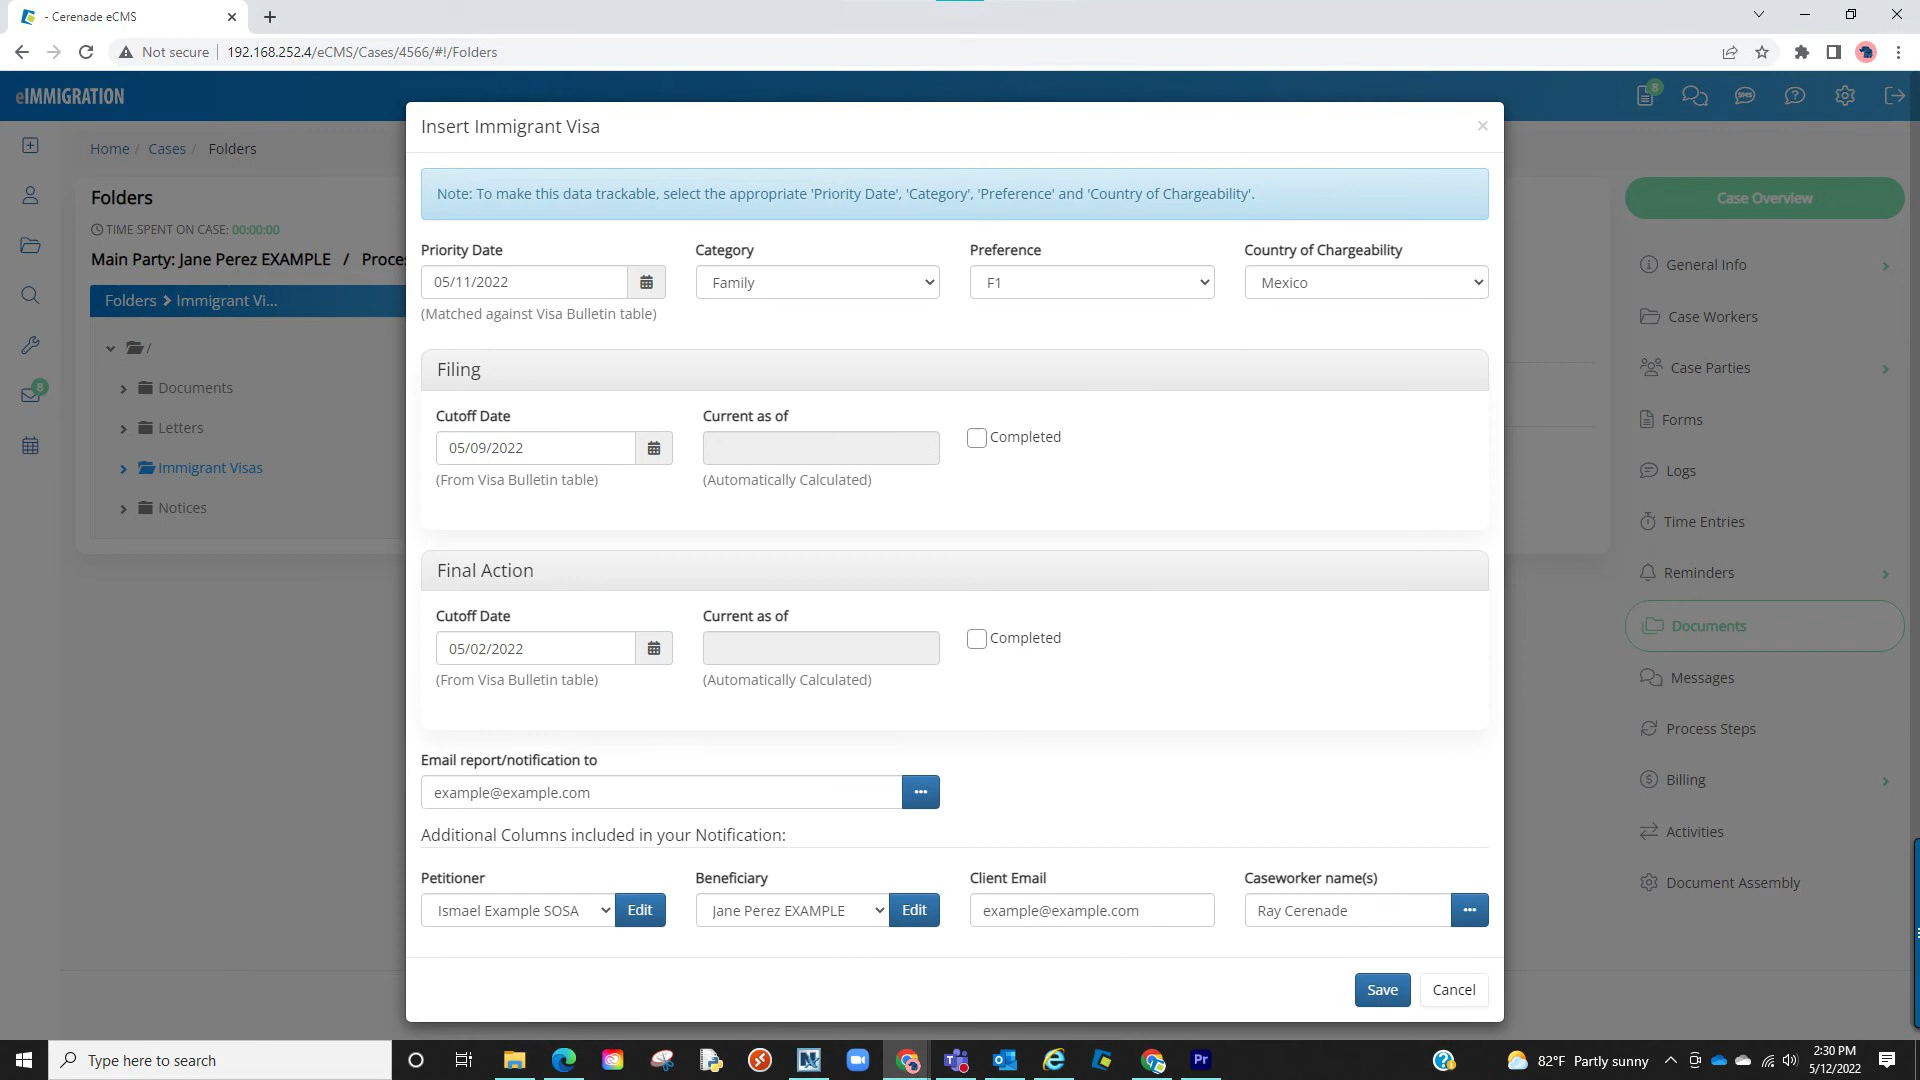 - Cerenade eCMS
Not secure
192.168.252.4/eCMS/Cases/4566/#!/Folders
eIMMIGRATION
8
SMS
Home / Cases / Folders
Folders
TIME SPENT ON CASE: 00:00:00
Main Party: Jane Perez EXAMPLE / Proce
Folders > Immigrant Vi...
/
Documents
Letters
Immigrant Visas
Notices
8
Insert Immigrant Visa
×
Note: To make this data trackable, select the appropriate 'Priority Date', 'Category', 'Preference' and 'Country of Chargeability'.
Priority Date
Category
Preference
Country of Chargeability
05/11/2022
Family
F1
Mexico
(Matched against Visa Bulletin table)
Filing
Cutoff Date
Current as of
05/09/2022
Completed
(From Visa Bulletin table)
(Automatically Calculated)
Final Action
Cutoff Date
Current as of
05/02/2022
Completed
(From Visa Bulletin table)
(Automatically Calculated)
Email report/notification to
example@example.com
Additional Columns included in your Notification:
Petitioner
Beneficiary
Client Email
Caseworker name(s)
Ismael Example SOSA
Edit
Jane Perez EXAMPLE
Edit
example@example.com
Ray Cerenade
Save
Cancel
Case Overview
General Info
Case Workers
Case Parties
Forms
Logs
Time Entries
Reminders
Documents
Messages
Process Steps
Billing
Activities
Document Assembly
Type here to search
Pr
82°F Partly sunny
2:30 PM
5/12/2022